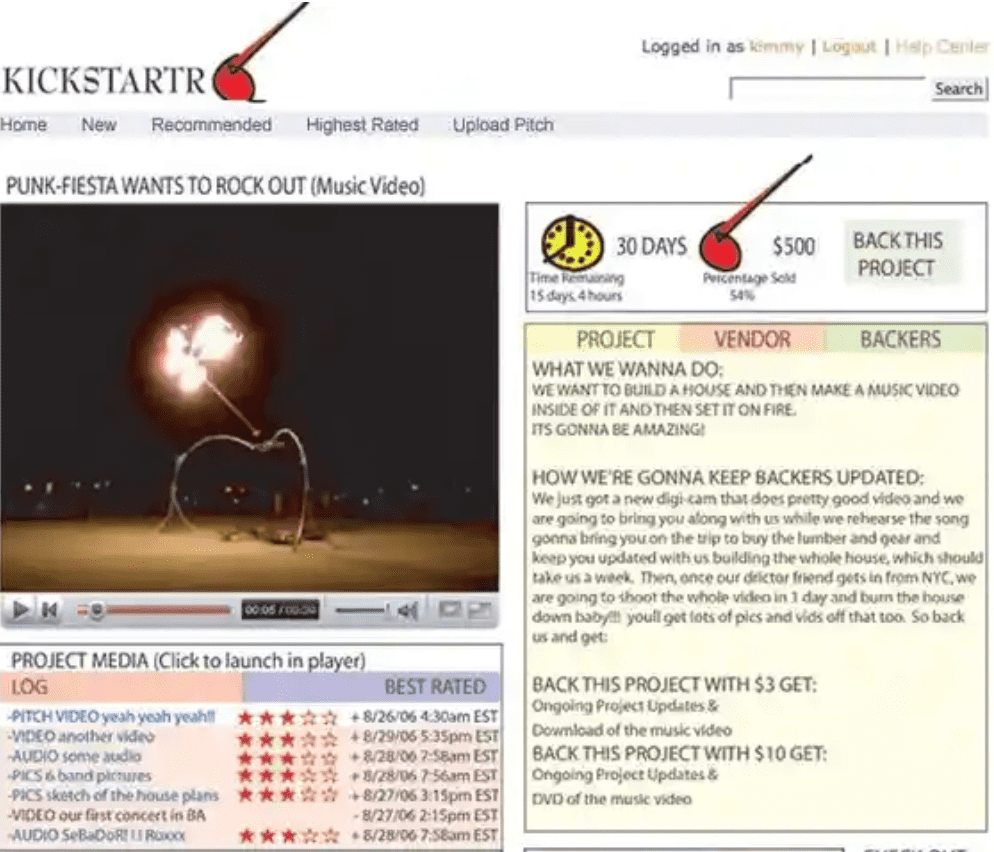 Logged in as kimmy | Logout | Help Center
KICKSTARTR
Search
Home New Recommended Highest Rated Upload Pitch
PUNK-FIESTA WANTS TO ROCK OUT (Music Video)
30 DAYS
$500
BACK THIS
PROJECT
Time Remaining
15 days, 4 hours
Percentage Sold
54%
00:05
PROJECT VENDOR BACKERS
WHAT WE WANNA DO:
WE WANT TO BUILD A HOUSE AND THEN MAKE A MUSIC VIDEO
INSIDE OF IT AND THEN SET IT ON FIRE.
ITS GONNA BE AMAZING!
HOW WE'RE GONNA KEEP BACKERS UPDATED:
We just got a new digi-cam that does pretty good video and we
are going to bring you along with us while we rehearse the song
gonna bring you on the trip to buy the lumber and gear and
keep you updated with us building the whole house, which should
take us a week. Then, once our drictor friend gets in from NYC, we
are going to shoot the whole video in 1 day and burn the house
down baby!!! youll get lots of pics and vids off that too. So back
us and get:
BACK THIS PROJECT WITH $3 GET:
Ongoing Project Updates &
Download of the music video
BACK THIS PROJECT WITH $10 GET:
Ongoing Project Updates &
DVD of the music video
PROJECT MEDIA (Click to launch in player)
LOG BEST RATED
-PITCH VIDEO yeah yeah yeah!! + 8/26/06 4:30am EST
-VIDEO another video + 8/29/06 5:35pm EST
-AUDIO some audio + 8/28/06 7:58am EST
-PICS 6 band pictures + 8/28/06 7:56am EST
-PICS sketch of the house plans + 8/27/06 3:15pm EST
-VIDEO our first concert in BA - 8/27/06 2:15pm EST
-AUDIO SeBaDoR! ! ! Roxxx + 8/28/06 7:58am EST